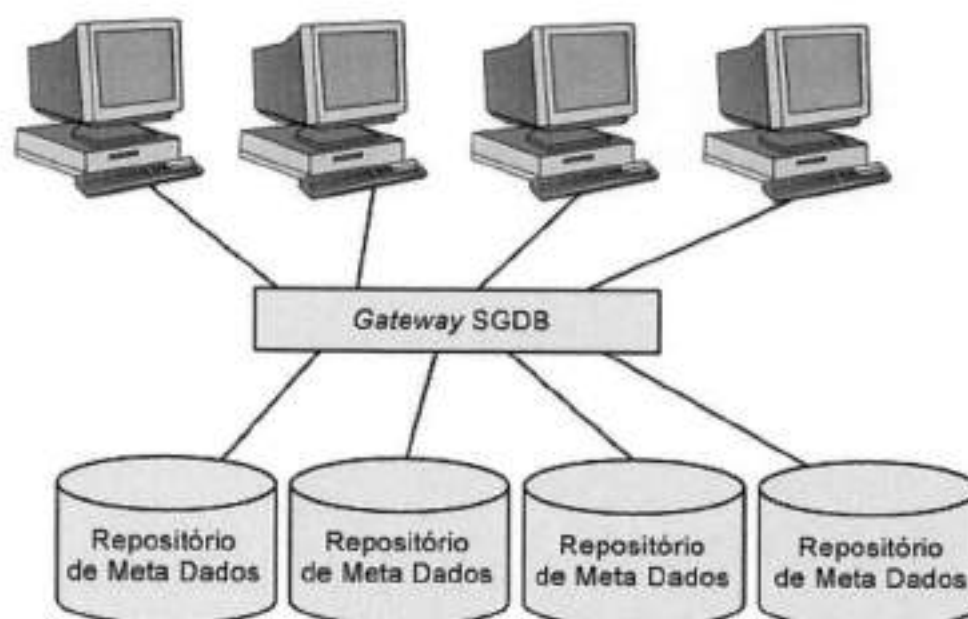 Gateway SGDB
Repositório
de Meta Dados
Repositório
de Meta Dados
Repositório
de Meta Dados
Repositório
de Meta Dados